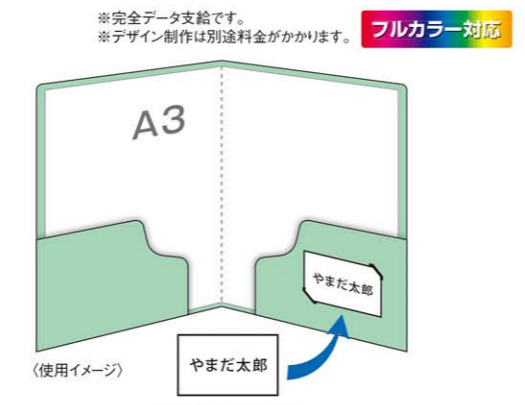 ※完全データ支給です。
※デザイン制作は別途料金がかかります。
フルカラー対応
A3
やまだ太郎
やまだ太郎
〈使用イメージ〉